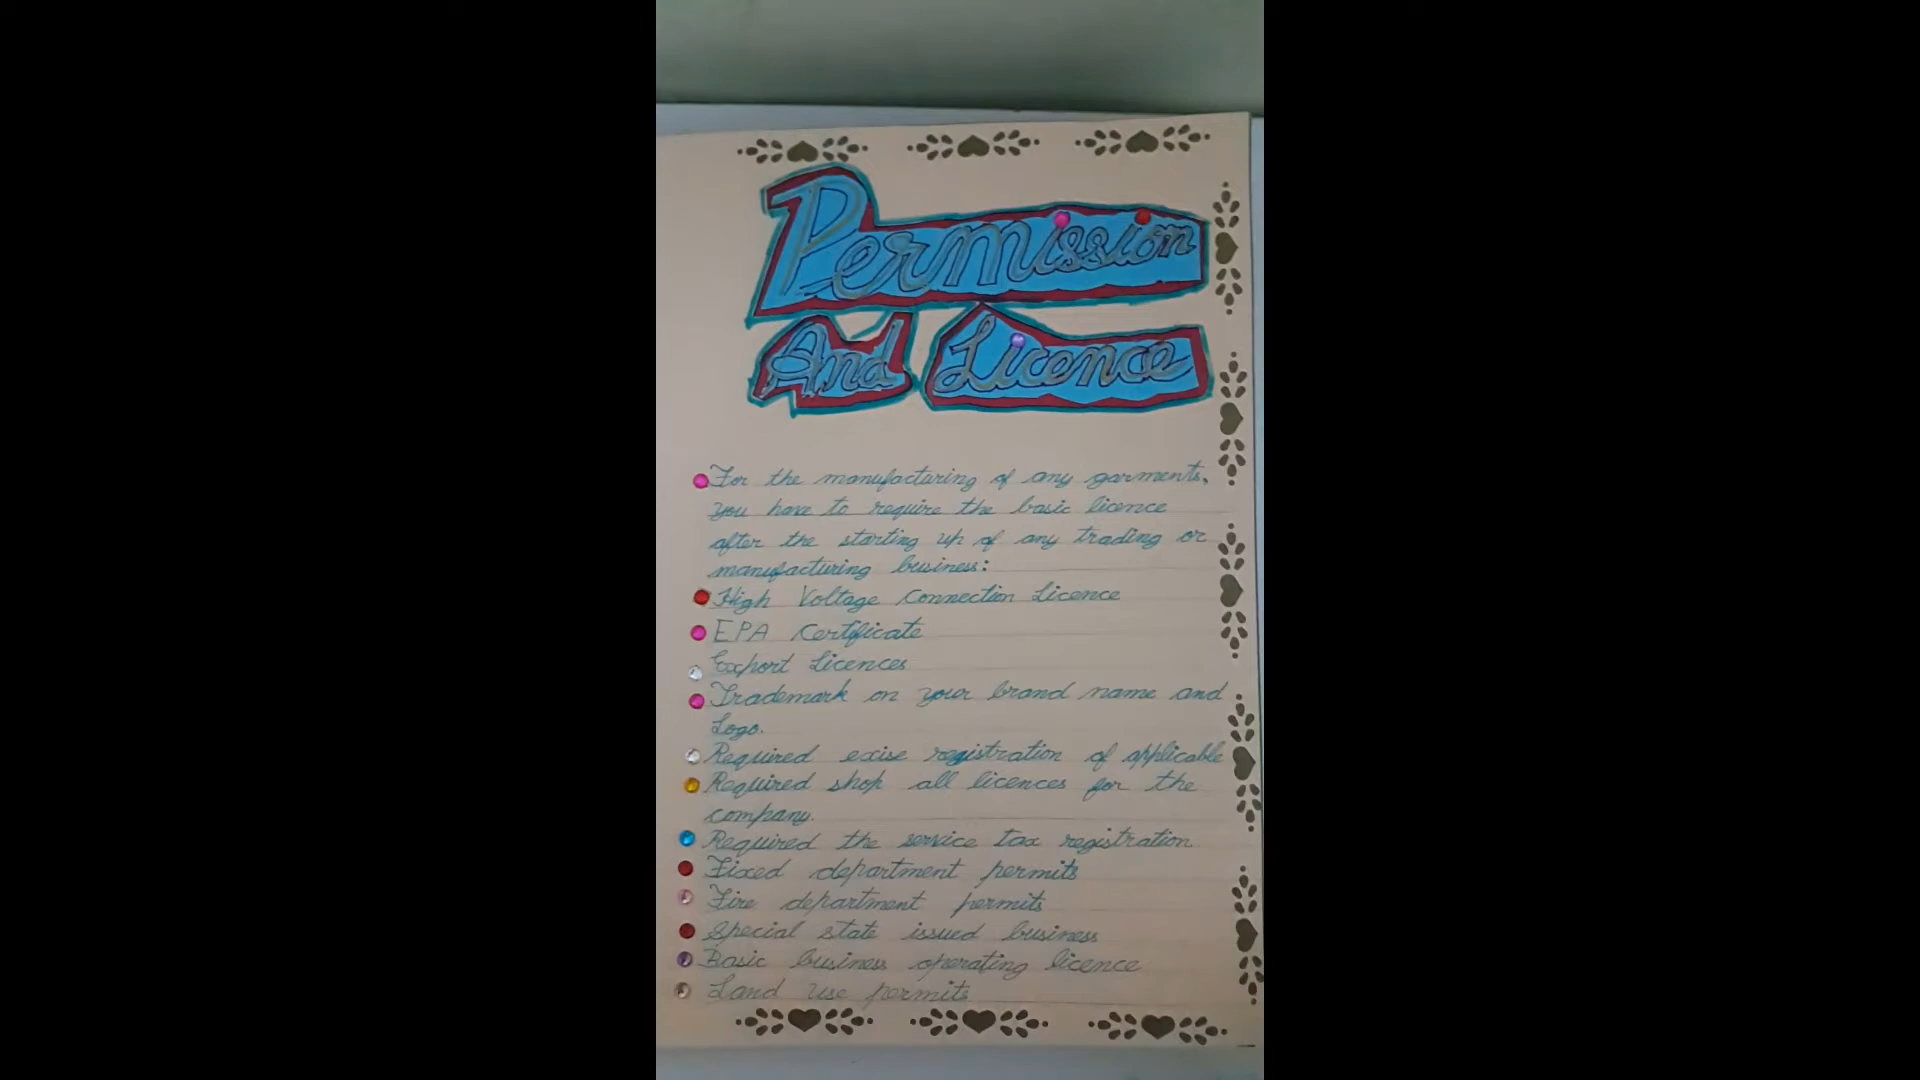 Permission
And Licence
For the manufacturing of any garments,
you have to require the basic licence
after the starting up of any trading or
manufacturing business:
High Voltage Connection Licence
EPA Certificate
Export Licences
Trademark on your brand name and
Logo.
Required exise registration of applicable
Required shop all licences for the
company.
Required the service tax registration
Fixed department permits
Fire department permits
Special state issued business
Basic business operating licence
Land use permits